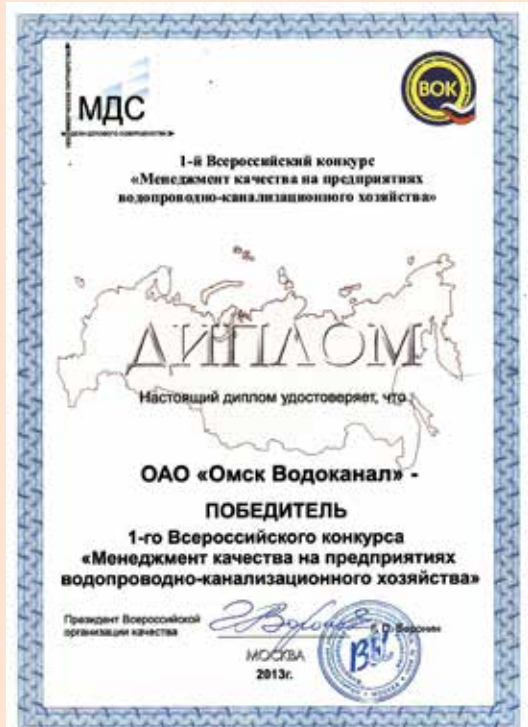 МДС
ВОК
1-й Всероссийский конкурс
«Менеджмент качества на предприятиях
водопроводно-канализационного хозяйства»
ДИПЛОМ
Настоящий диплом удостоверяет, что
ОАО «Омск Водоканал» -
ПОБЕДИТЕЛЬ
1-го Всероссийского конкурса
«Менеджмент качества на предприятиях
водопроводно-канализационного хозяйства»
Президент Всероссийской
организации качества
Воронин
МОСКВА
2013г.